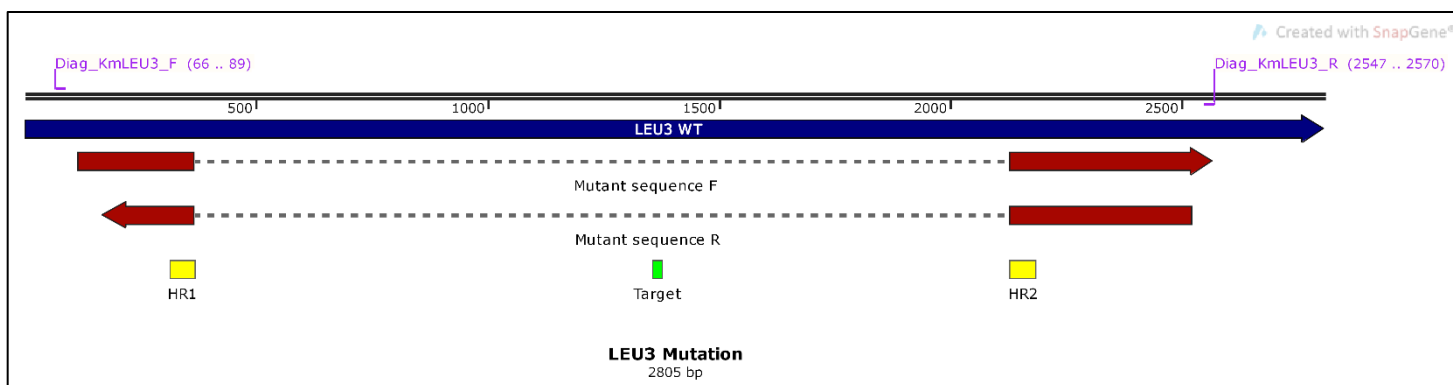 Created with SnapGene®
Diag_KmLEU3_F (66 .. 89)
Diag_KmLEU3_R (2547 .. 2570)
500
1000
1500
2000
2500
LEU3 WT
Mutant sequence F
Mutant sequence R
HR1
Target
HR2
LEU3 Mutation
2805 bp